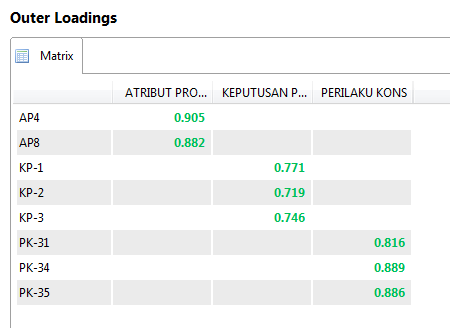 Outer Loadings
Matrix
ATRIBUT PRO... KEPUTUSAN P... PERILAKU KONS
AP4 0.905
AP8 0.882
KP-1 0.771
KP-2 0.719
KP-3 0.746
PK-31 0.816
PK-34 0.889
PK-35 0.886